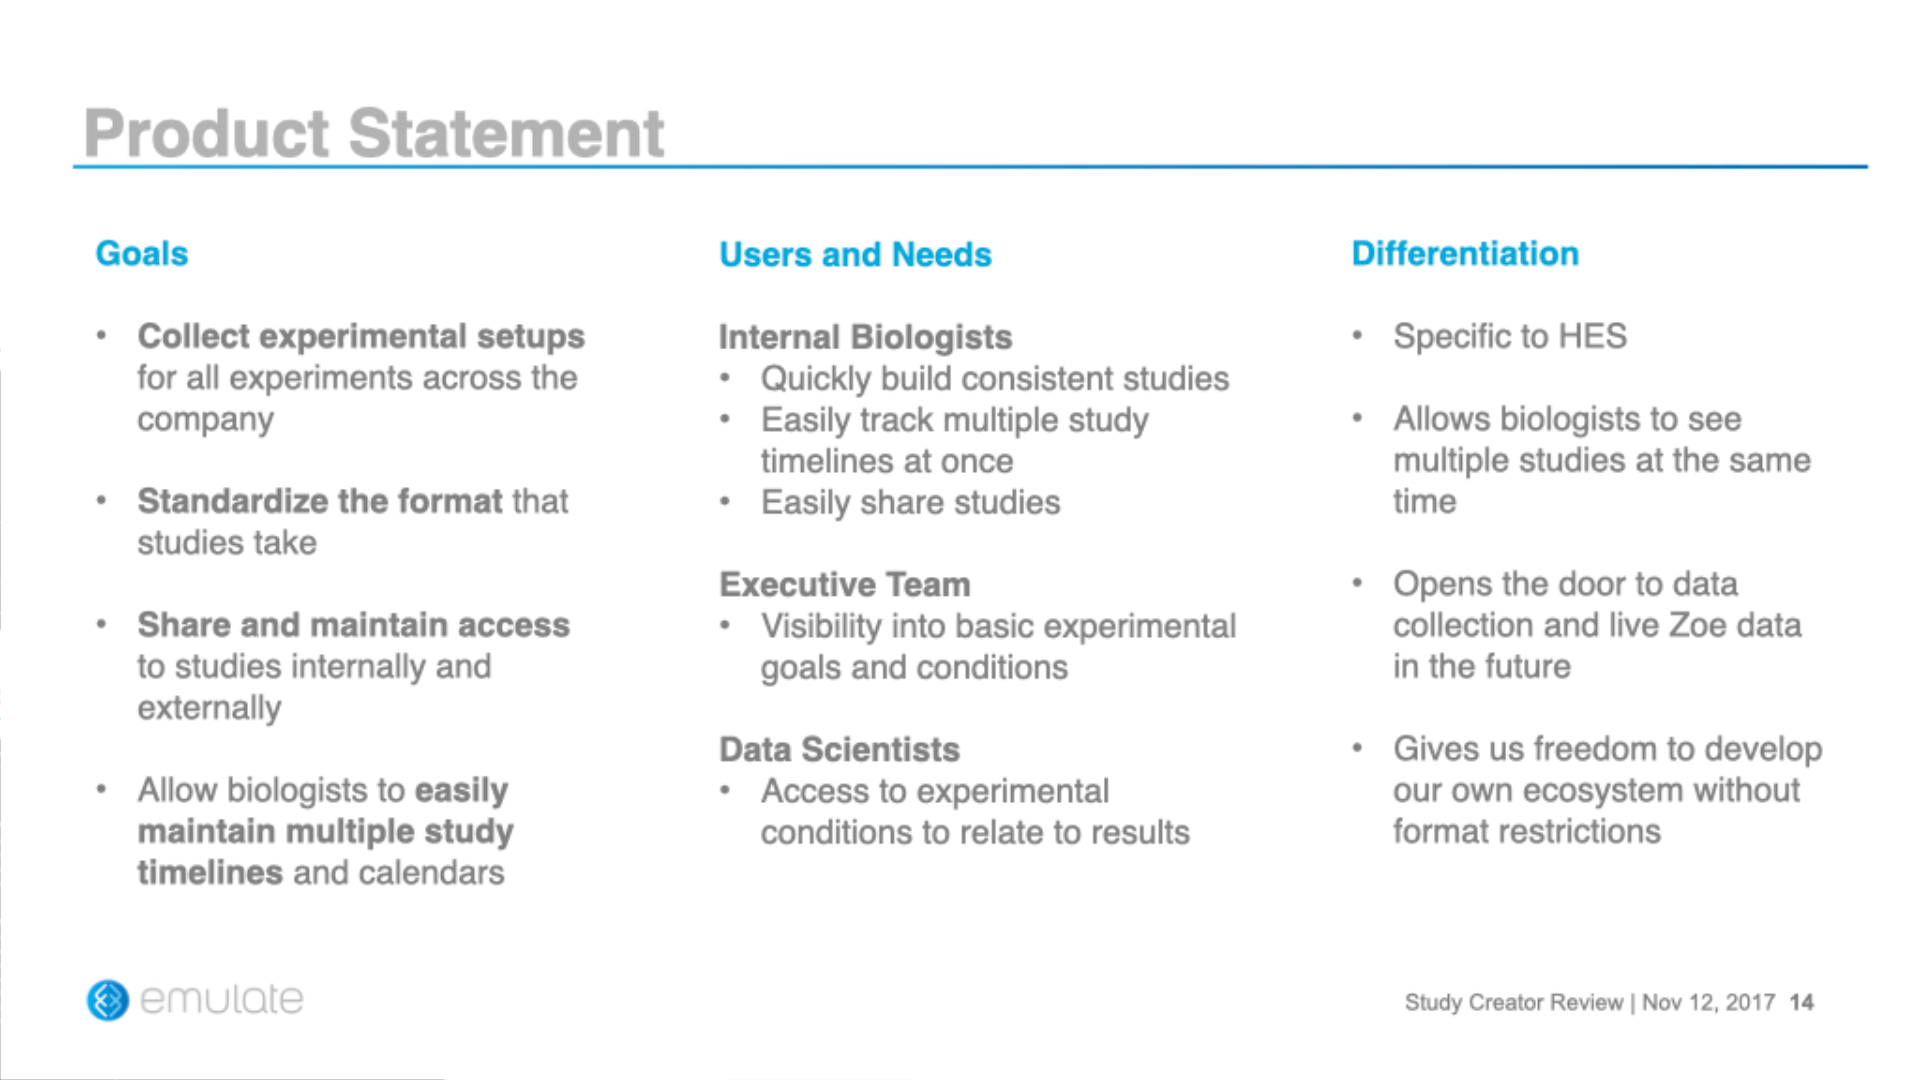 Product Statement
Goals
• Collect experimental setups
for all experiments across the
company
• Standardize the format that
studies take
• Share and maintain access
to studies internally and
externally
• Allow biologists to easily
maintain multiple study
timelines and calendars
Users and Needs
Internal Biologists
• Quickly build consistent studies
• Easily track multiple study
timelines at once
• Easily share studies
Executive Team
• Visibility into basic experimental
goals and conditions
Data Scientists
• Access to experimental
conditions to relate to results
Differentiation
• Specific to HES
• Allows biologists to see
multiple studies at the same
time
• Opens the door to data
collection and live Zoe data
in the future
• Gives us freedom to develop
our own ecosystem without
format restrictions
emulate
Study Creator Review | Nov 12, 2017 14